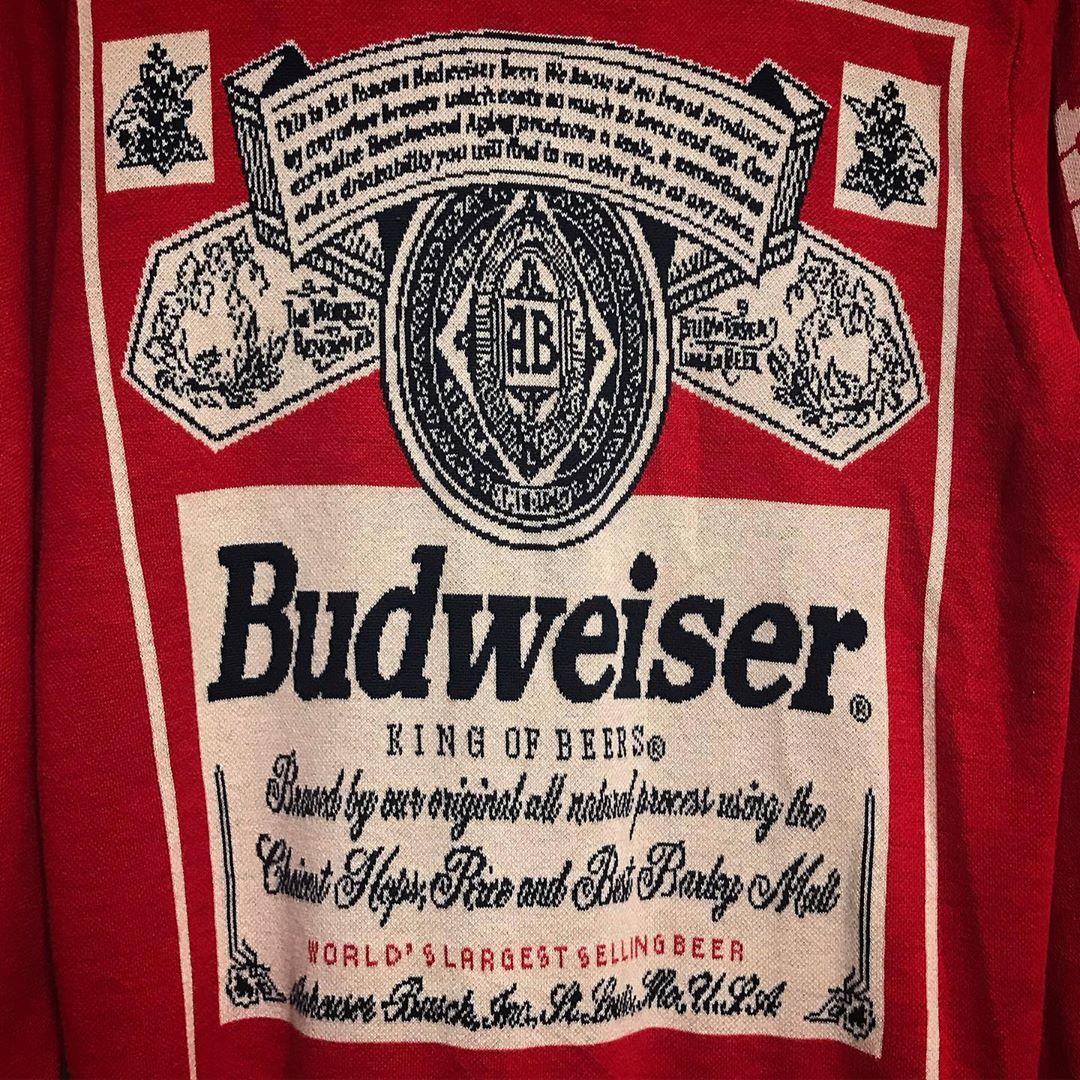 This is the famous Budweiser beer. We know of no brand produced
by any other brewer which costs so much to brew and age. Our
exclusive Beechwood Aging produces a taste, a smoothness
and a drinkability you will find in no other beer at any price.
AB
BUDWEISER
Budweiser®
KING OF BEERS®
Brewed by our original all natural process using the
Choicest Hops, Rice and Best Barley Malt
WORLD'S LARGEST SELLING BEER
Anheuser-Busch, Inc., St. Louis, Mo., U.S.A